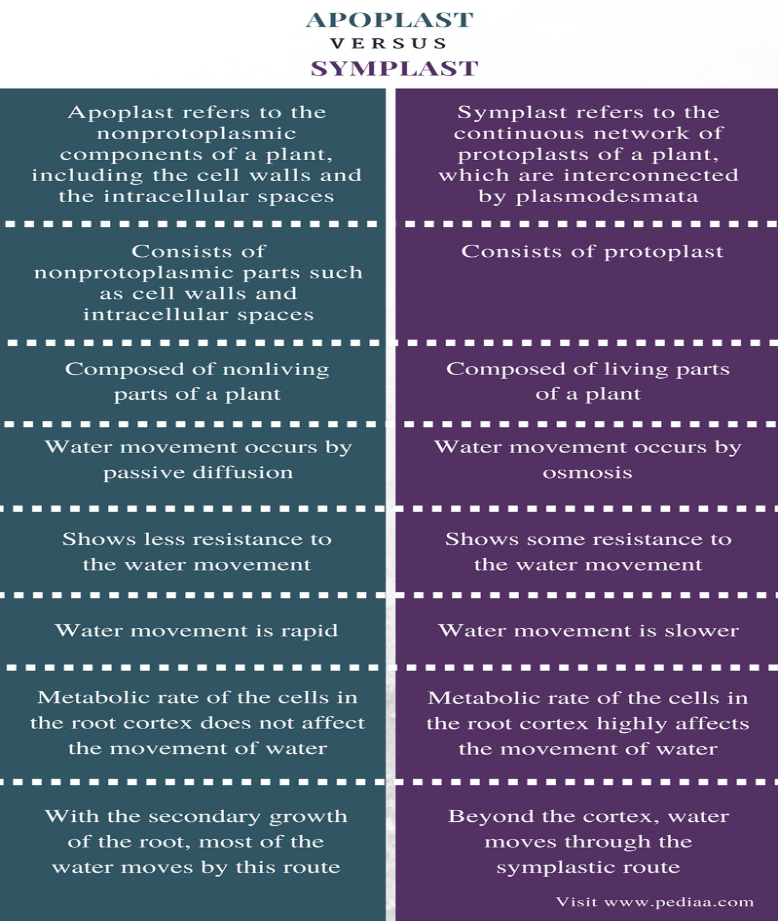 APOPLAST
VERSUS
SYMPLAST
Apoplast refers to the
nonprotoplasmic
components of a plant,
including the cell walls and
the intracellular spaces
Symplast refers to the
continuous network of
protoplasts of a plant,
which are interconnected
by plasmodesmata
Consists of
nonprotoplasmic parts such
as cell walls and
intracellular spaces
Consists of protoplast
Composed of nonliving
parts of a plant
Composed of living parts
of a plant
Water movement occurs by
passive diffusion
Water movement occurs by
osmosis
Shows less resistance to
the water movement
Shows some resistance to
the water movement
Water movement is rapid
Water movement is slower
Metabolic rate of the cells in
the root cortex does not affect
the movement of water
Metabolic rate of the cells in
the root cortex highly affects
the movement of water
With the secondary growth
of the root, most of the
water moves by this route
Beyond the cortex, water
moves through the
symplastic route
Visit www.pediaa.com